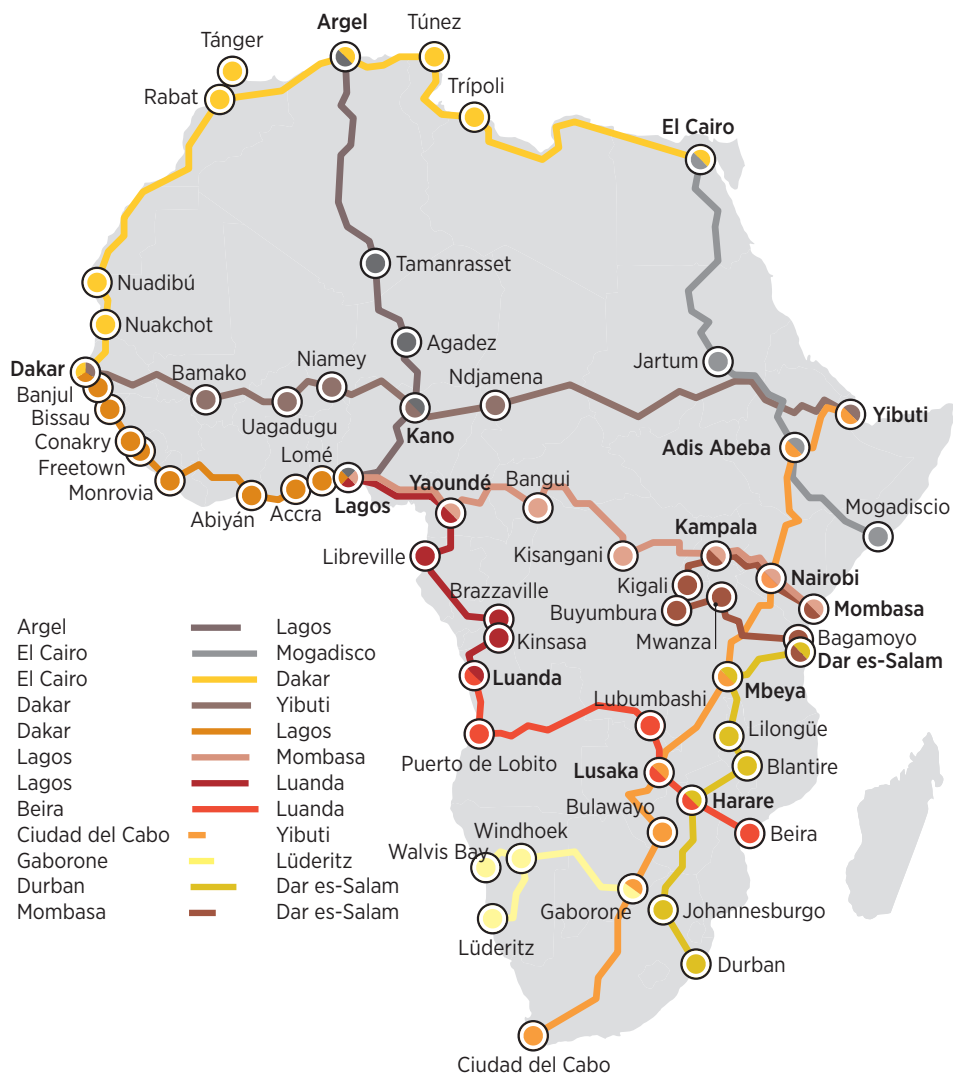 Argel
Túnez
Tánger
Rabat
Trípoli
El Cairo
Tamanrasset
Nuadibú
Nuakchot
Agadez
Jartum
Dakar
Bamako
Niamey
Ndjamena
Banjul
Bissau
Uagadugu
Kano
Yibuti
Conakry
Adis Abeba
Freetown
Lomé
Monrovia
Lagos
Yaoundé
Bangui
Abiyán
Accra
Mogadiscio
Kampala
Libreville
Kisangani
Nairobi
Kigali
Brazzaville
Buyumbura
Mombasa
Mwanza
Bagamoyo
Kinsasa
Dar es-Salam
Luanda
Mbeya
Lubumbashi
Lilongüe
Puerto de Lobito
Blantire
Lusaka
Harare
Bulawayo
Beira
Windhoek
Walvis Bay
Gaborone
Johannesburgo
Lüderitz
Durban
Ciudad del Cabo
Argel Lagos
El Cairo Mogadisco
El Cairo Dakar
Dakar Yibuti
Dakar Lagos
Lagos Mombasa
Lagos Luanda
Beira Luanda
Ciudad del Cabo Yibuti
Gaborone Lüderitz
Durban Dar es-Salam
Mombasa Dar es-Salam